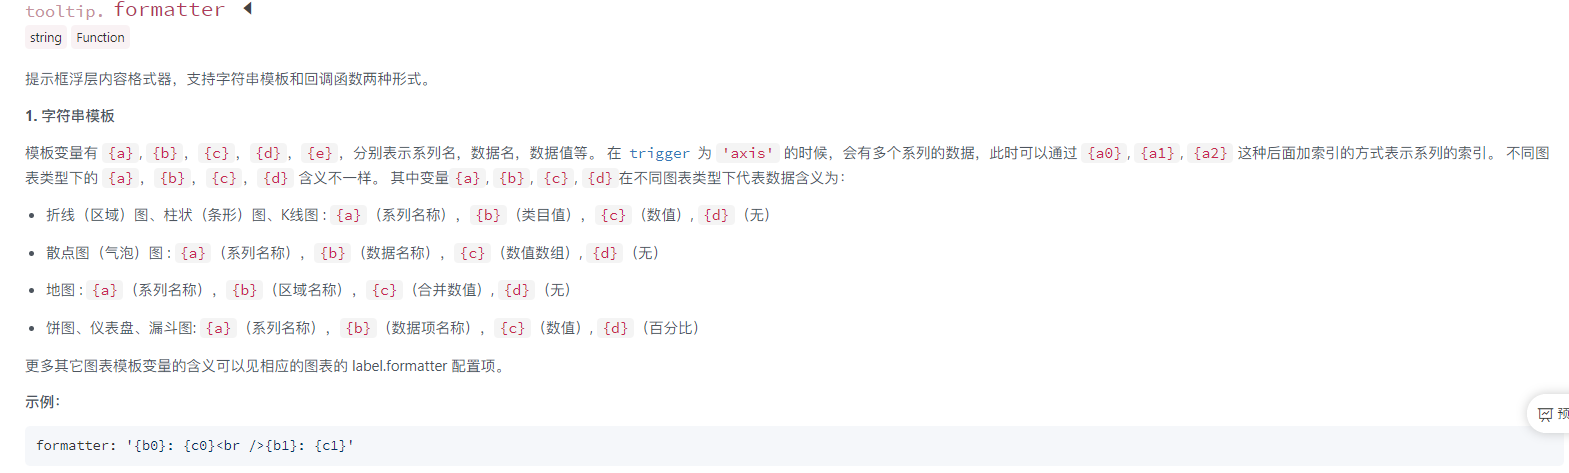 tooltip. formatter
string Function
提示框浮层内容格式器，支持字符串模板和回调函数两种形式。
1. 字符串模板
模板变量有 {a}, {b}，{c}，{d}，{e}，分别表示系列名，数据名，数据值等。 在 trigger 为 'axis' 的时候，会有多个系列的数据，此时可以通过 {a0}, {a1}, {a2} 这种后面加索引的方式表示系列的索引。 不同图
表类型下的 {a}，{b}，{c}，{d} 含义不一样。 其中变量{a}, {b}, {c}, {d}在不同图表类型下代表数据含义为：
• 折线（区域）图、柱状（条形）图、K线图 : {a}（系列名称），{b}（类目值），{c}（数值）, {d}（无）
• 散点图（气泡）图 : {a}（系列名称），{b}（数据名称），{c}（数值数组）, {d}（无）
• 地图 : {a}（系列名称），{b}（区域名称），{c}（合并数值）, {d}（无）
• 饼图、仪表盘、漏斗图: {a}（系列名称），{b}（数据项名称），{c}（数值）, {d}（百分比）
更多其它图表模板变量的含义可以见相应的图表的 label.formatter 配置项。
示例：
预
formatter: '{b0}: {c0}<br />{b1}: {c1}'